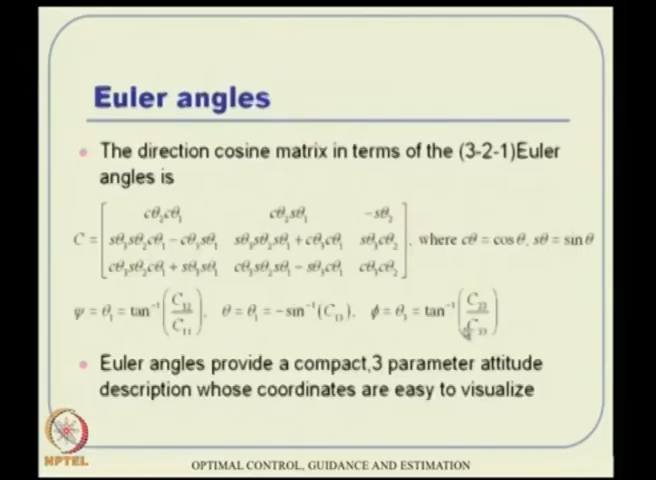 Euler angles
The direction cosine matrix in terms of the (3-2-1)Euler
angles is
C = [ cθ₂cθ₁ cθ₂sθ₁ -sθ₂
sθ₃sθ₂cθ₁ - cθ₃sθ₁ sθ₃sθ₂sθ₁ + cθ₃cθ₁ sθ₃cθ₂
cθ₃sθ₂cθ₁ + sθ₃sθ₁ cθ₃sθ₂sθ₁ - sθ₃cθ₁ cθ₃cθ₂ ], where cθ = cosθ, sθ = sinθ
ψ = θ₁ = tan⁻¹(C₁₂/C₁₁), θ = θ₁ = -sin⁻¹(C₁₃), ϕ = θ₃ = tan⁻¹(C₂₃/C₃₃)
Euler angles provide a compact,3 parameter attitude
description whose coordinates are easy to visualize
NPTEL
OPTIMAL CONTROL, GUIDANCE AND ESTIMATION